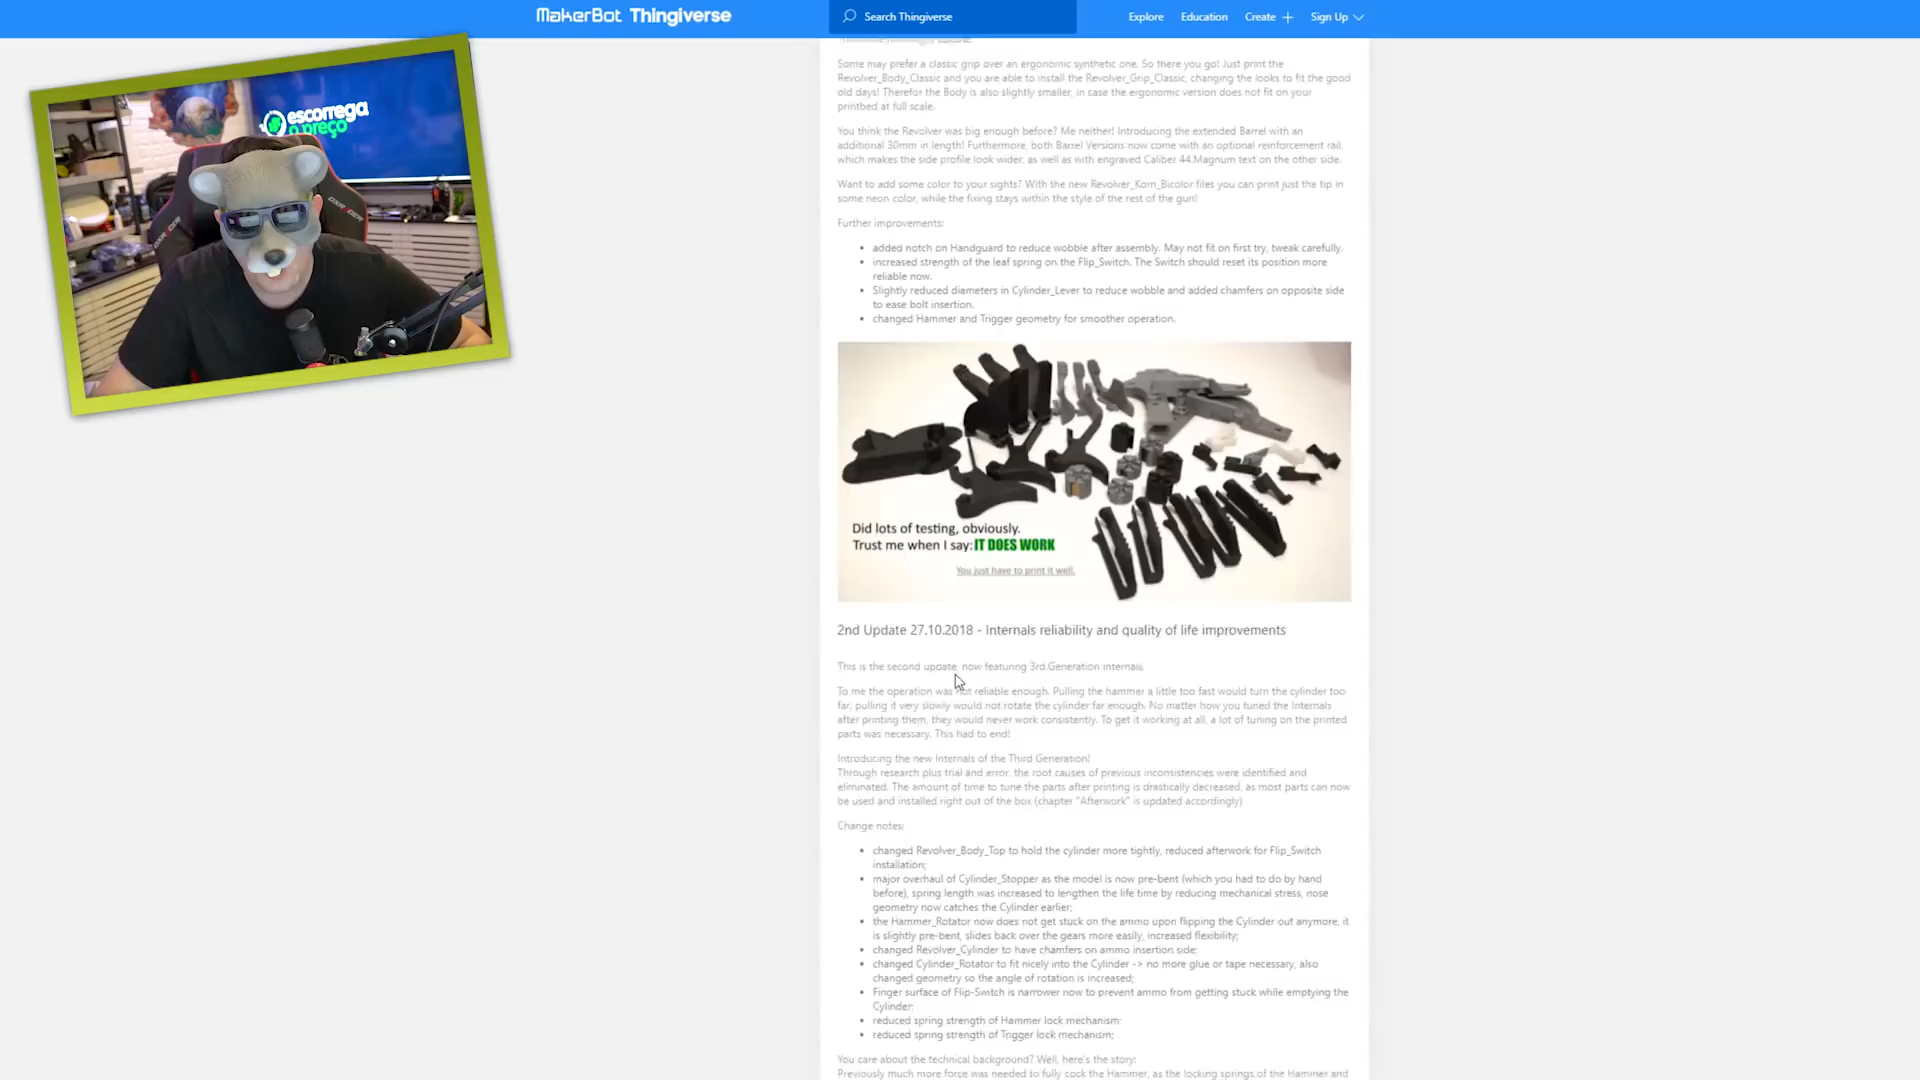 MakerBot Thingiverse
Search Thingiverse
Explore
Education
Create
Sign Up
escorrega
o preço
DXRACER
Some may prefer a classic grip over an ergonomic synthetic one. So there you go! Just print the
Revolver_Body_Classic and you are able to install the Revolver_Grip_Classic, changing the looks to fit the good
old days! Therefor the Body is also slightly smaller, in case the ergonomic version does not fit on your
printbed at full scale.
You think the Revolver was big enough before? Me neither! Introducing the extended Barrel with an
additional 30mm in length! Furthermore, both Barrel Versions now come with an optional reinforcement rail,
which makes the side profile look wider, as well as with engraved Caliber 44.Magnum text on the other side.
Want to add some color to your sights? With the new Revolver_Korn_Bicolor files you can print just the tip in
some neon color, while the fixing stays within the style of the rest of the gun!
Further improvements:
• added notch on Handguard to reduce wobble after assembly. May not fit on first try, tweak carefully.
• increased strength of the leaf spring on the Flip_Switch. The Switch should reset its position more
reliable now.
• Slightly reduced diameters in Cylinder_Lever to reduce wobble and added chamfers on opposite side
to ease bolt insertion.
• changed Hammer and Trigger geometry for smoother operation.
Did lots of testing, obviously.
Trust me when I say: IT DOES WORK
You just have to print it well.
2nd Update 27.10.2018 - Internals reliability and quality of life improvements
This is the second update, now featuring 3rd.Generation internals.
To me the operation was not reliable enough. Pulling the hammer a little too fast would turn the cylinder too
far, pulling it very slowly would not rotate the cylinder far enough. No matter how you tuned the Internals
after printing them, they would never work consistently. To get it working at all, a lot of tuning on the printed
parts was necessary. This had to end!
Introducing the new Internals of the Third Generation!
Through research plus trial and error, the root causes of previous inconsistencies were identified and
eliminated. The amount of time to tune the parts after printing is drastically decreased, as most parts can now
be used and installed right out of the box (chapter "Afterwork" is updated accordingly)
Change notes:
• changed Revolver_Body_Top to hold the cylinder more tightly, reduced afterwork for Flip_Switch
installation;
• major overhaul of Cylinder_Stopper as the model is now pre-bent (which you had to do by hand
before), spring length was increased to lengthen the life time by reducing mechanical stress, nose
geometry now catches the Cylinder earlier;
• the Hammer_Rotator now does not get stuck on the ammo upon flipping the Cylinder out anymore, it
is slightly pre-bent, slides back over the gears more easily, increased flexibility;
• changed Revolver_Cylinder to have chamfers on ammo insertion side;
• changed Cylinder_Rotator to fit nicely into the Cylinder -> no more glue or tape necessary, also
changed geometry so the angle of rotation is increased;
• Finger surface of Flip-Switch is narrower now to prevent ammo from getting stuck while emptying the
Cylinder;
• reduced spring strength of Hammer lock mechanism;
• reduced spring strength of Trigger lock mechanism;
You care about the technical background? Well, here's the story:
Previously much more force was needed to fully cock the Hammer, as the locking springs of the Hammer and